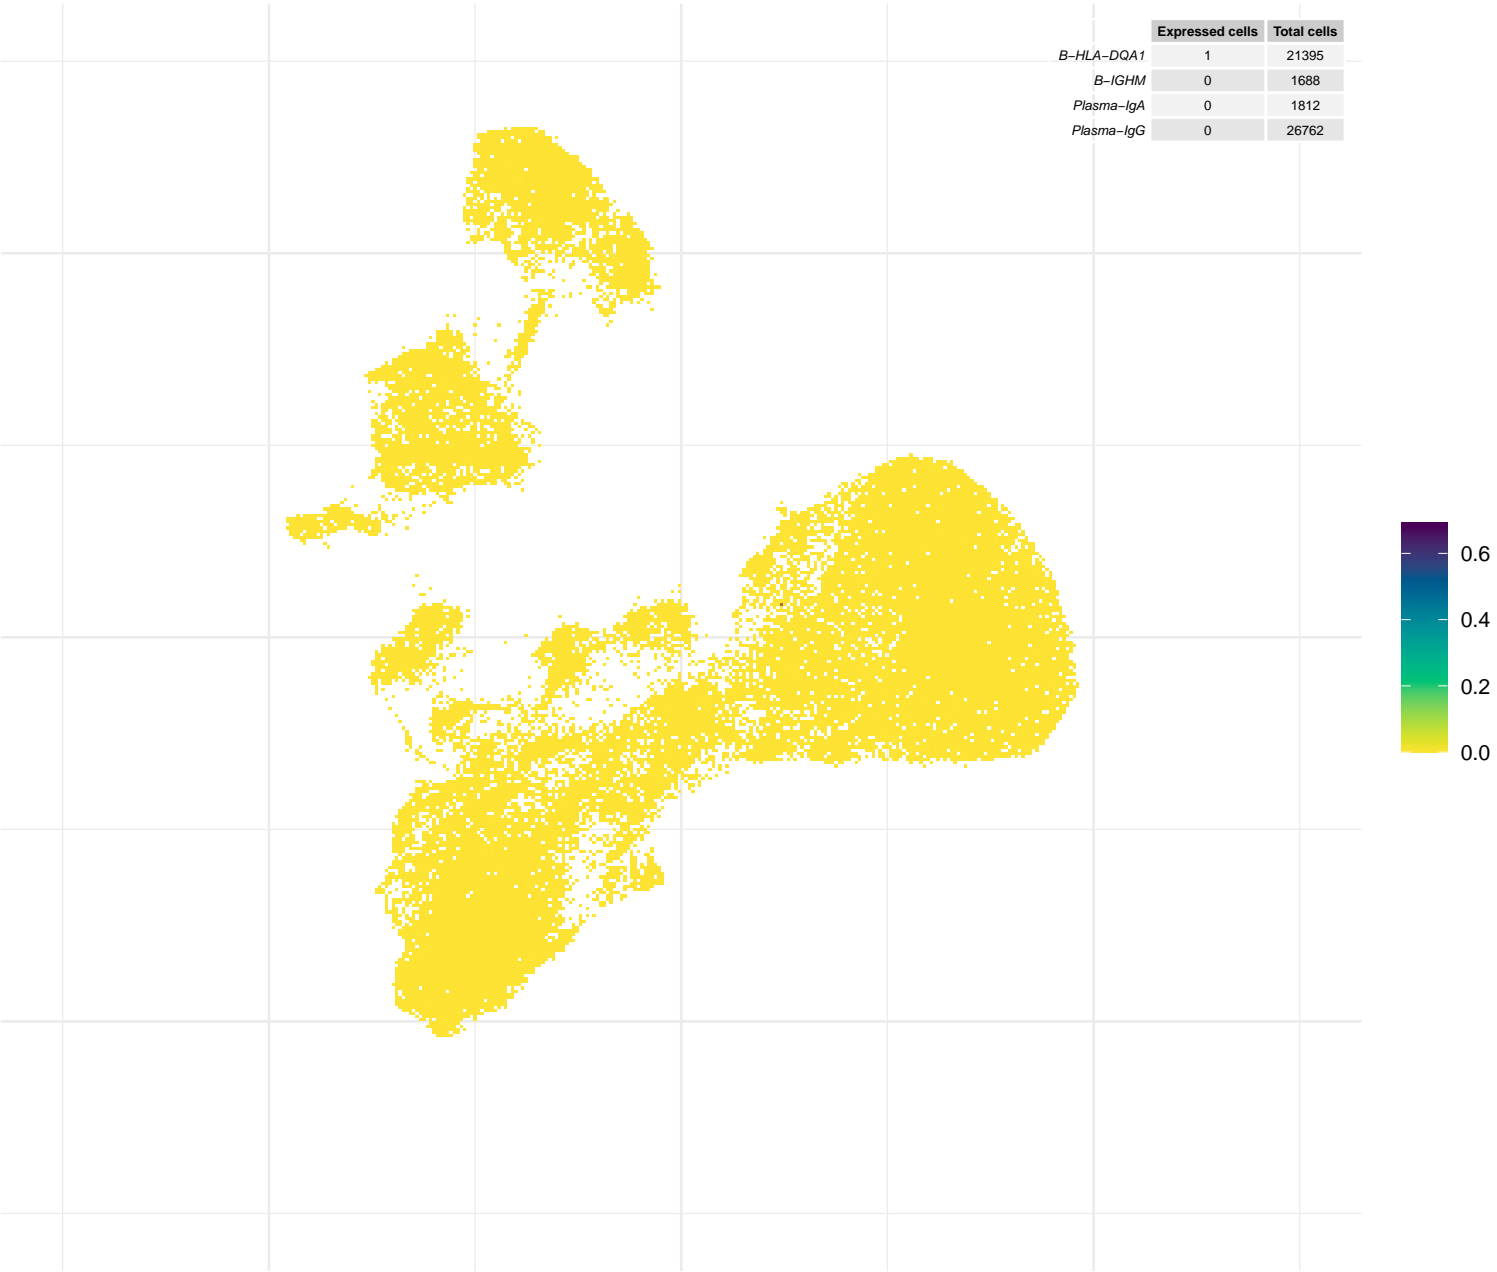 Expressed cells Total cells
B−HLA−DQA1 1 21395
B−IGHM 0 1688
Plasma−IgA 0 1812
Plasma−IgG 0 26762
0.6
0.4
0.2
0.0